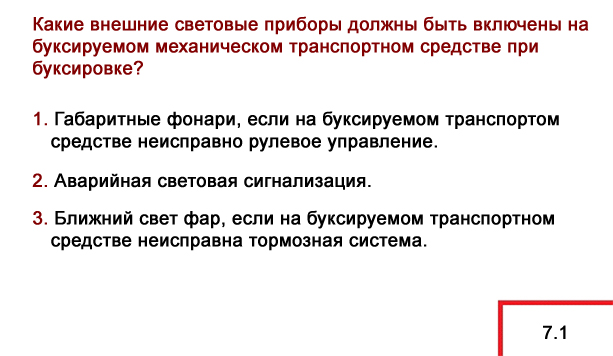 Какие внешние световые приборы должны быть включены на
буксируемом механическом транспортном средстве при
буксировке?
1. Габаритные фонари, если на буксируемом транспортом
средстве неисправно рулевое управление.
2. Аварийная световая сигнализация.
3. Ближний свет фар, если на буксируемом транспортном
средстве неисправна тормозная система.
7.1